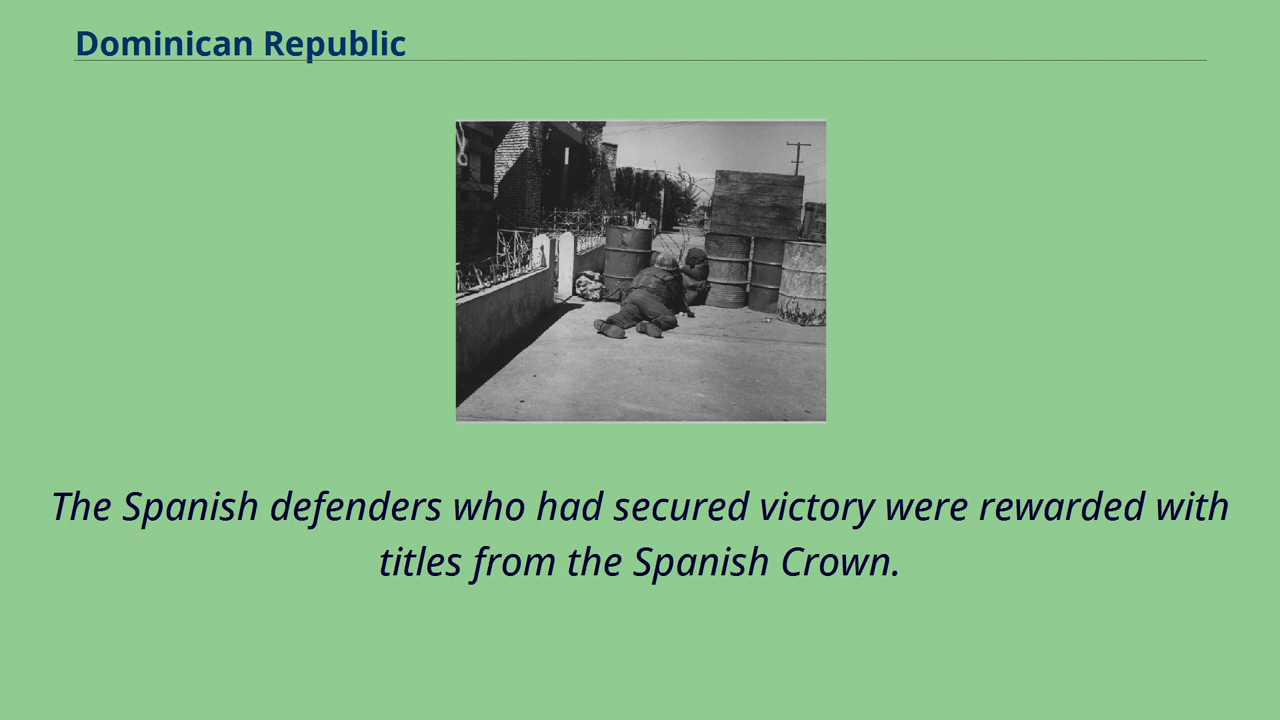 Dominican Republic
The Spanish defenders who had secured victory were rewarded with
titles from the Spanish Crown.